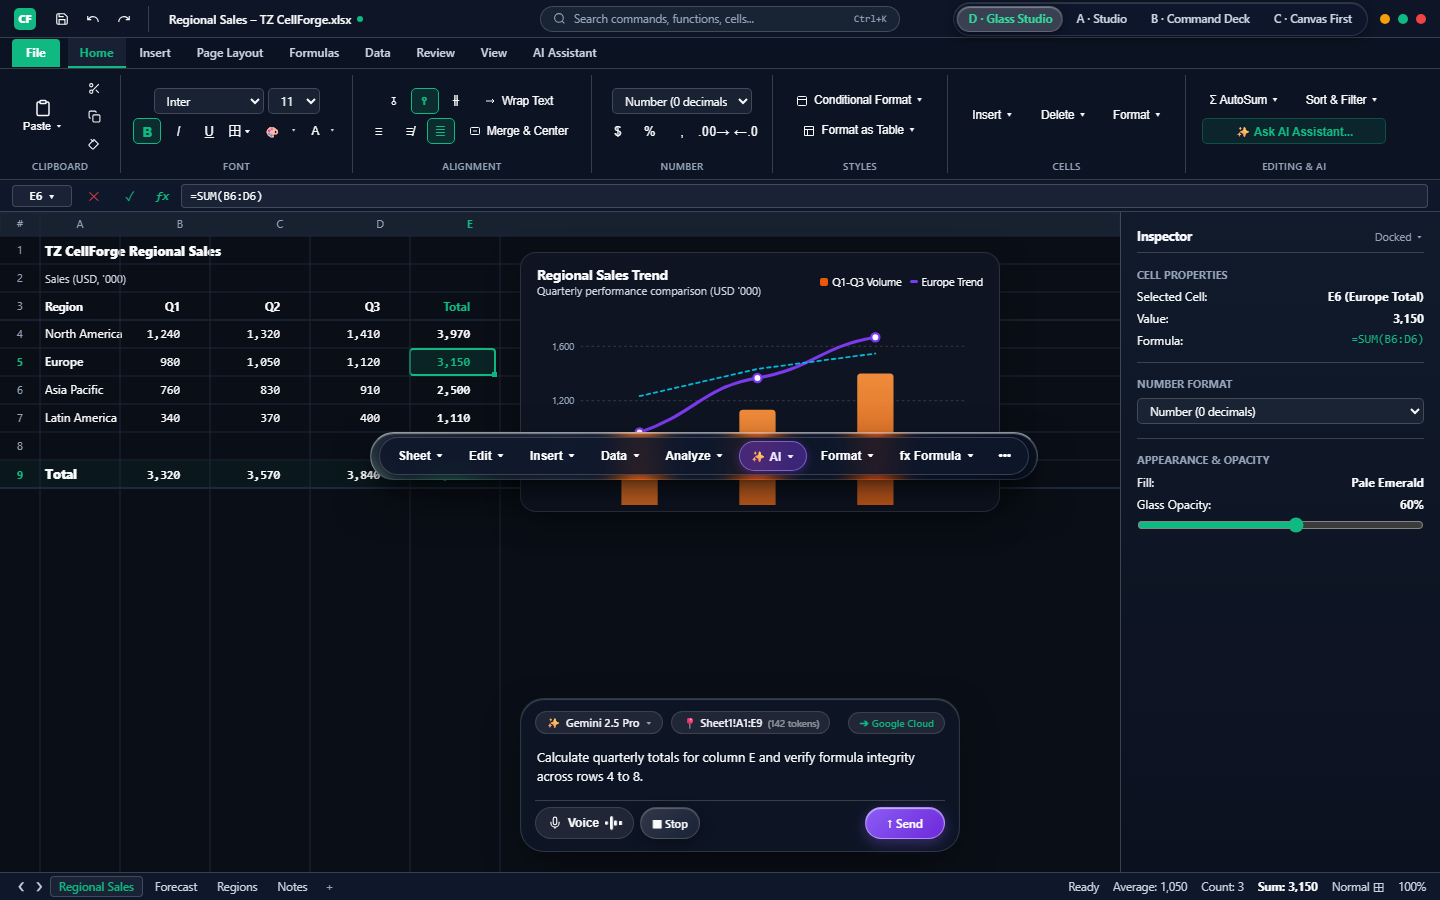 CF
Regional Sales – TZ CellForge.xlsx
Search commands, functions, cells...
Ctrl+K
D · Glass Studio
A · Studio
B · Command Deck
C · Canvas First
File
Home
Insert
Page Layout
Formulas
Data
Review
View
AI Assistant
Paste
CLIPBOARD
Inter
11
B
I
U
A
FONT
Wrap Text
Merge & Center
ALIGNMENT
Number (0 decimals
$
%
,
.00→
←.0
NUMBER
Conditional Format
Format as Table
STYLES
Insert
Delete
Format
CELLS
Σ AutoSum
Sort & Filter
Ask AI Assistant...
EDITING & AI
E6
fx
=SUM(B6:D6)
# A B C D E
1 TZ CellForge Regional Sales
2 Sales (USD, '000)
3 Region Q1 Q2 Q3 Total
4 North America 1,240 1,320 1,410 3,970
5 Europe 980 1,050 1,120 3,150
6 Asia Pacific 760 830 910 2,500
7 Latin America 340 370 400 1,110
8
9 Total 3,320 3,570 3,840
Regional Sales Trend
Quarterly performance comparison (USD '000)
Q1-Q3 Volume
Europe Trend
1,600
1,200
Sheet
Edit
Insert
Data
Analyze
AI
Format
fx Formula
•••
Gemini 2.5 Pro
Sheet1!A1:E9 (142 tokens)
Google Cloud
Calculate quarterly totals for column E and verify formula integrity
across rows 4 to 8.
Voice
Stop
↑ Send
Inspector
Docked
CELL PROPERTIES
Selected Cell: E6 (Europe Total)
Value: 3,150
Formula: =SUM(B6:D6)
NUMBER FORMAT
Number (0 decimals)
APPEARANCE & OPACITY
Fill: Pale Emerald
Glass Opacity: 60%
Regional Sales
Forecast
Regions
Notes
+
Ready
Average: 1,050
Count: 3
Sum: 3,150
Normal
100%